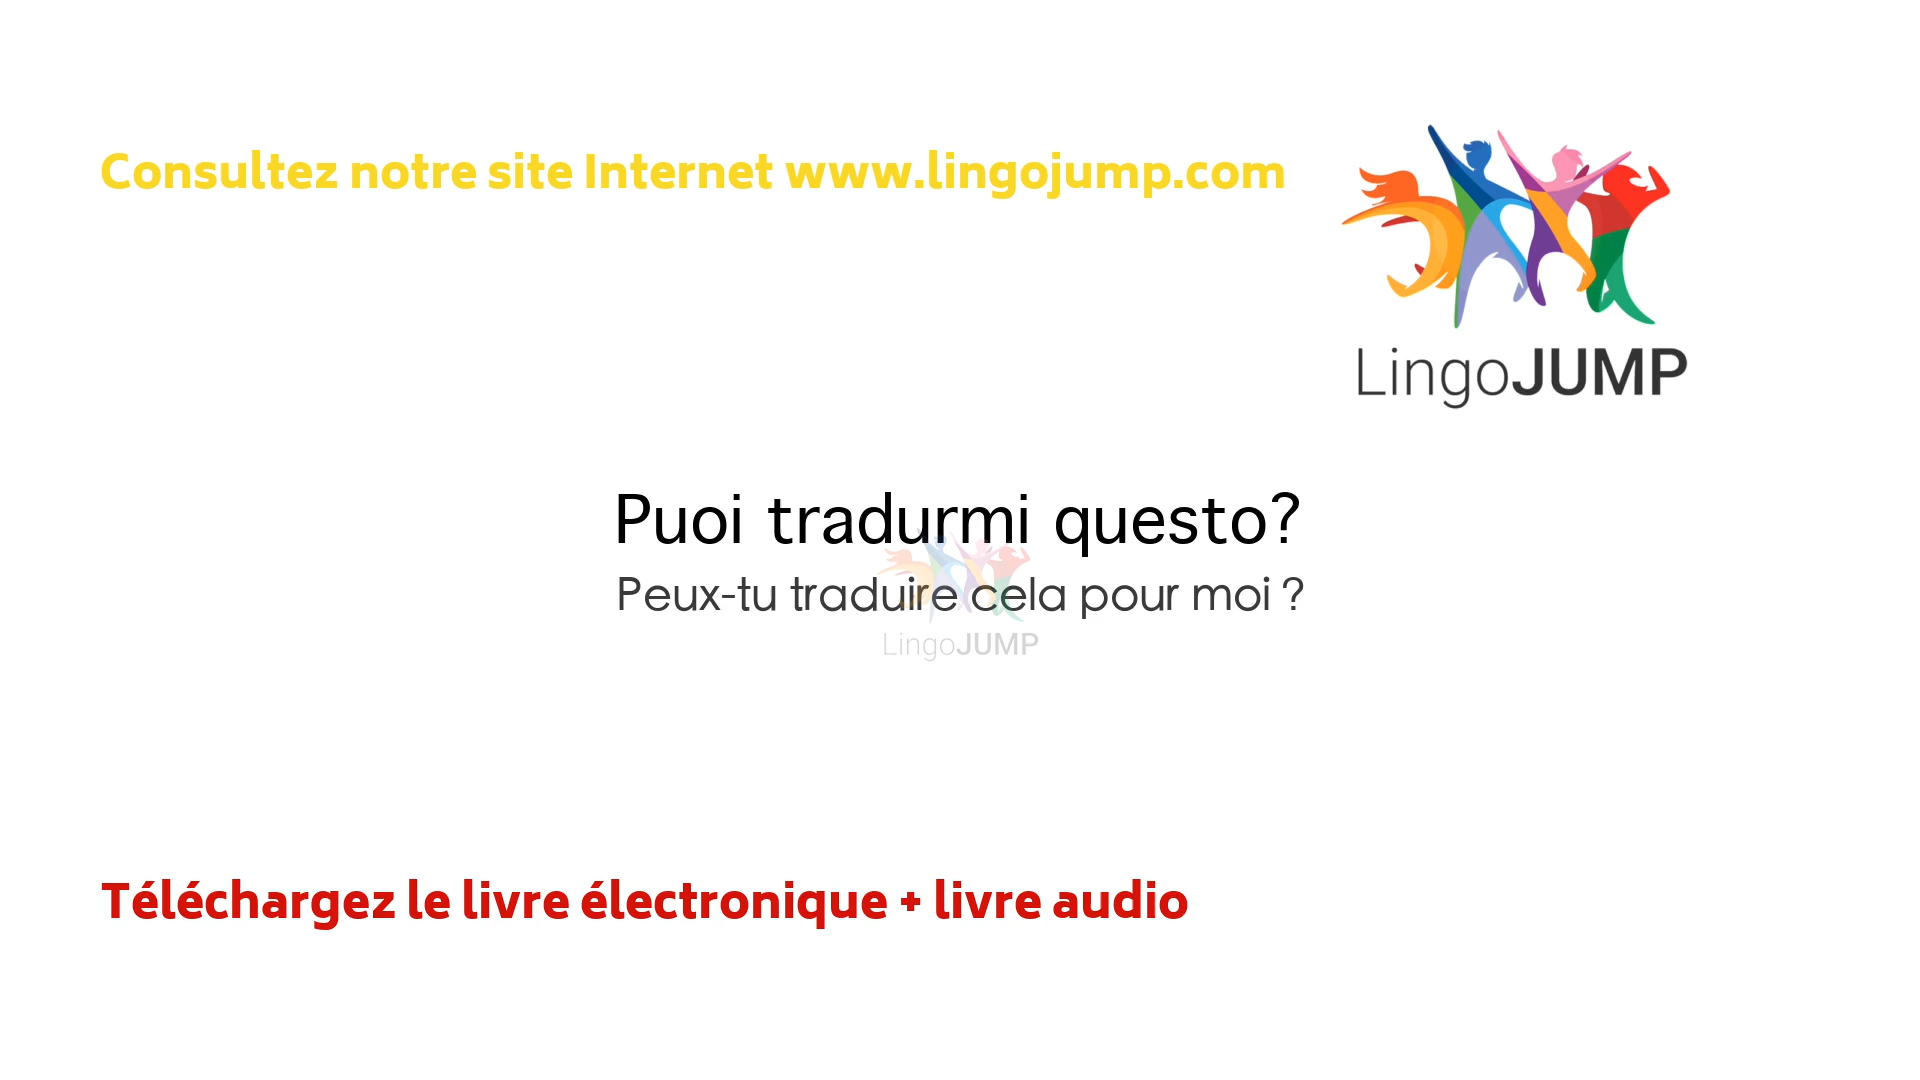 Consultez notre site Internet www.lingojump.com
LingoJUMP
Puoi tradurmi questo?
Peux-tu traduire cela pour moi ?
LingoJUMP
Téléchargez le livre électronique + livre audio